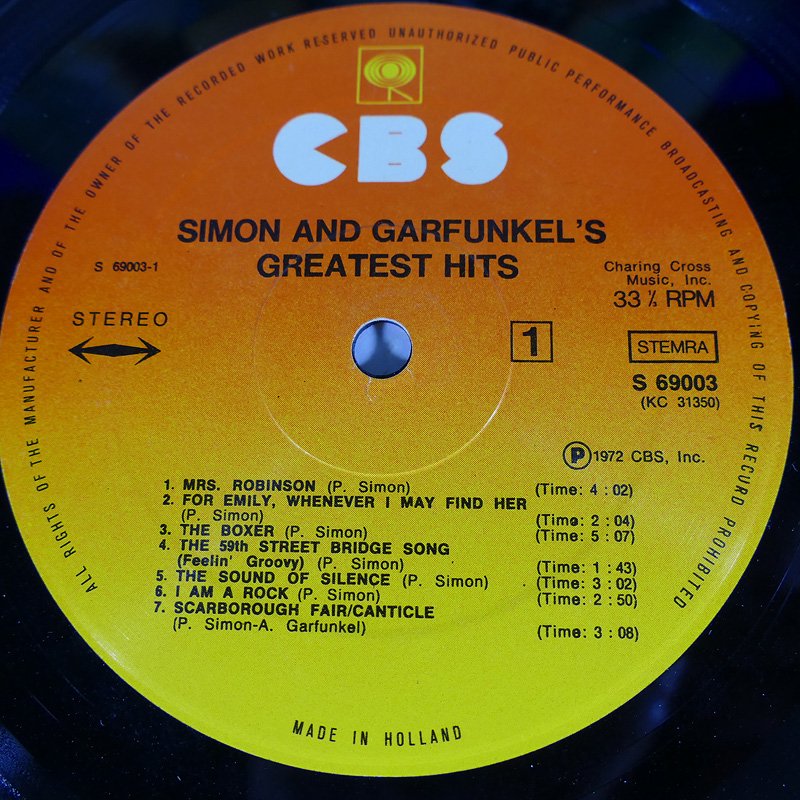 ALL RIGHTS OF THE MANUFACTURER AND OF THE OWNER OF THE RECORDED WORK RESERVED UNAUTHORIZED PUBLIC PERFORMANCE BROADCASTING AND COPYING OF THIS RECORD PROHIBITED
CBS
SIMON AND GARFUNKEL'S
GREATEST HITS
S 69003-1
STEREO
Charing Cross
Music, Inc.
33 ⅓ RPM
1
STEMRA
S 69003
(KC 31350)
Ⓟ1972 CBS, Inc.
1. MRS. ROBINSON (P. Simon) (Time: 4 : 02)
2. FOR EMILY, WHENEVER I MAY FIND HER
(P. Simon) (Time: 2 : 04)
3. THE BOXER (P. Simon) (Time: 5 : 07)
4. THE 59th STREET BRIDGE SONG
(Feelin' Groovy) (P. Simon) (Time: 1 : 43)
5. THE SOUND OF SILENCE (P. Simon) (Time: 3 : 02)
6. I AM A ROCK (P. Simon) (Time: 2 : 50)
7. SCARBOROUGH FAIR/CANTICLE
(P. Simon-A. Garfunkel) (Time: 3 : 08)
MADE IN HOLLAND